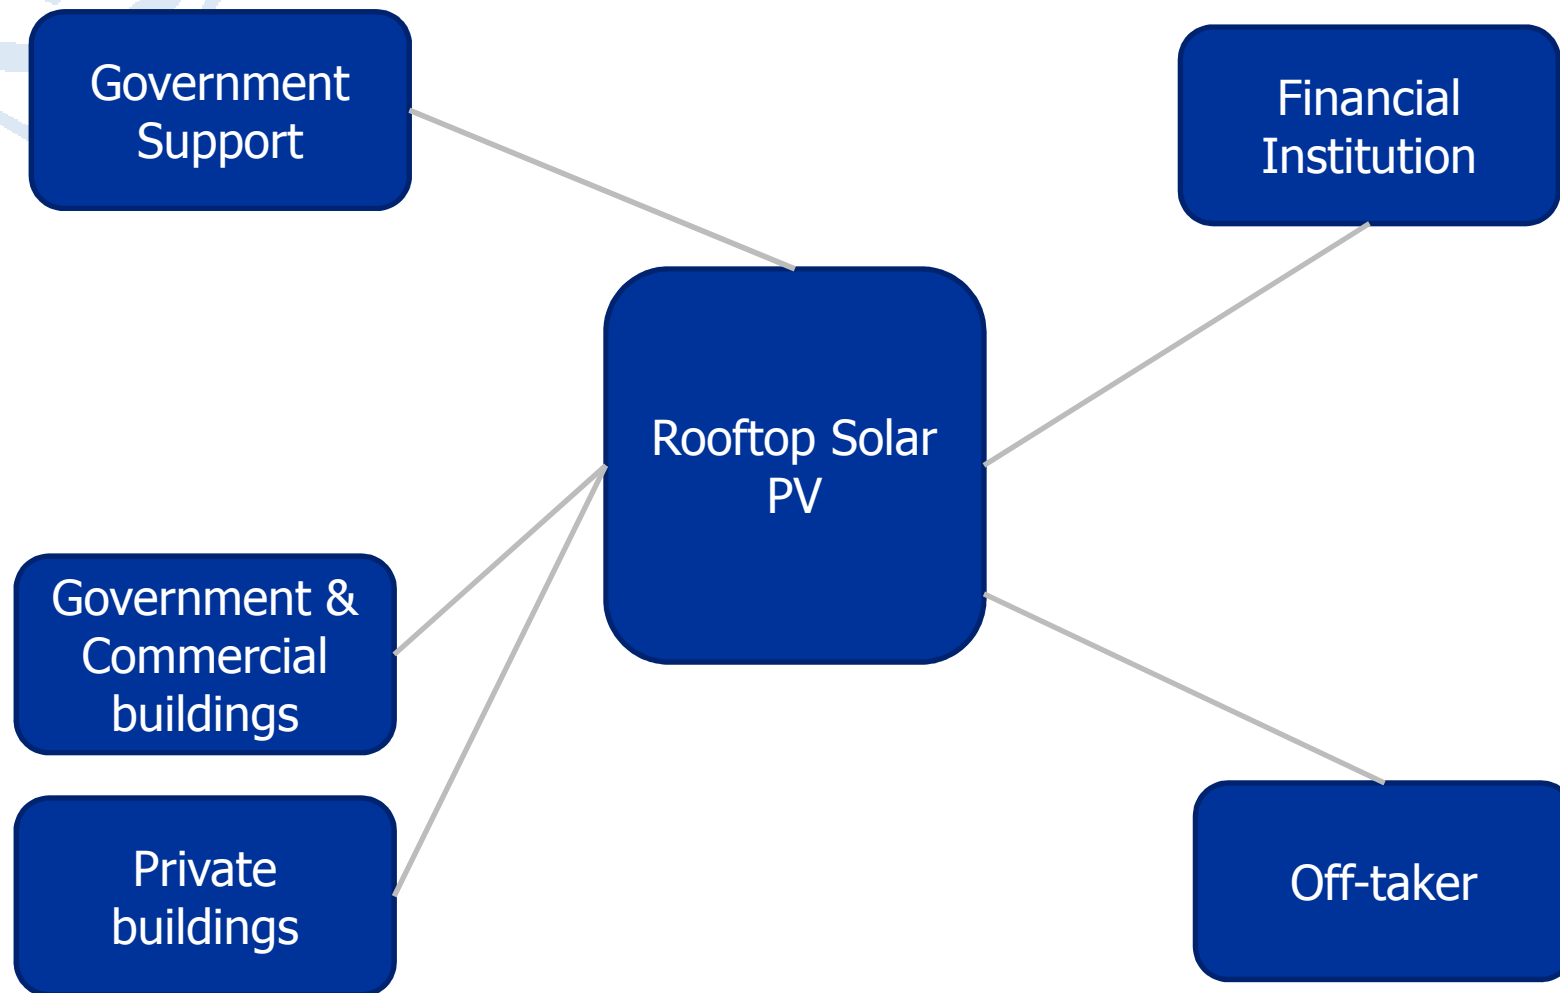 Government
Support
Financial
Institution
Rooftop Solar
PV
Government &
Commercial
buildings
Private
buildings
Off-taker